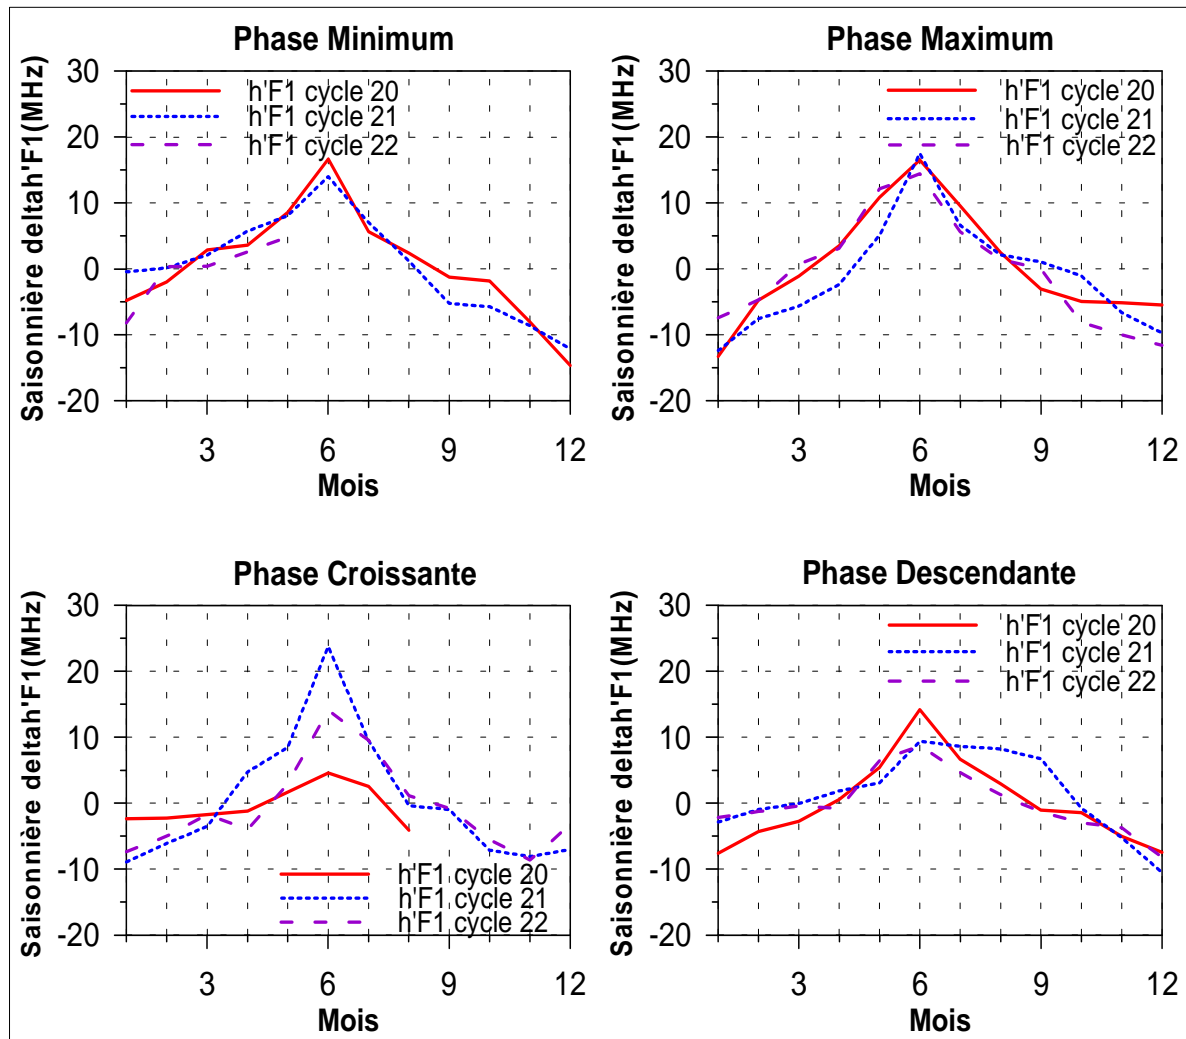 Phase Minimum
Saisonnière deltah'F1(MHz)
30
20
10
0
-10
-20
h'F1 cycle 20
h'F1 cycle 21
h'F1 cycle 22
3
6
9
12
Mois
Phase Maximum
Saisonnière deltah'F1(MHz)
30
20
10
0
-10
-20
h'F1 cycle 20
h'F1 cycle 21
h'F1 cycle 22
3
6
9
12
Mois
Phase Croissante
Saisonnière deltah'F1(MHz)
30
20
10
0
-10
-20
h'F1 cycle 20
h'F1 cycle 21
h'F1 cycle 22
3
6
9
12
Mois
Phase Descendante
Saisonnière deltah'F1(MHz)
30
20
10
0
-10
-20
h'F1 cycle 20
h'F1 cycle 21
h'F1 cycle 22
3
6
9
12
Mois